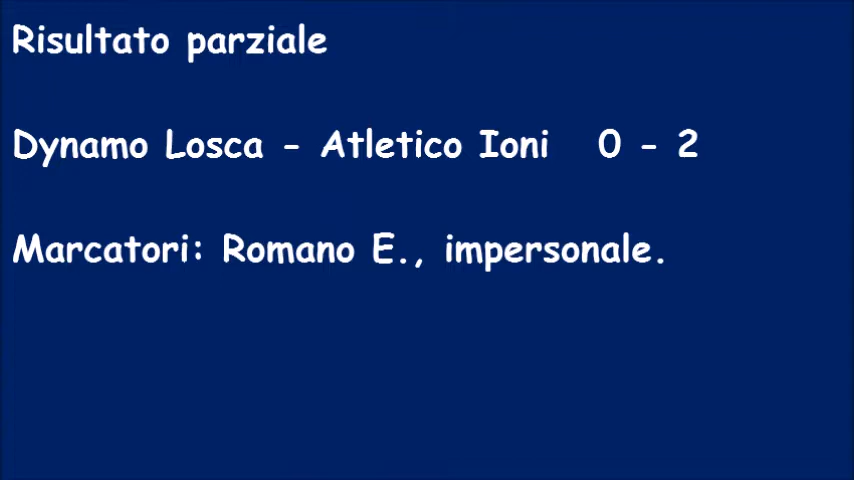 Risultato parziale
Dynamo Losca - Atletico Ioni 0 - 2
Marcatori: Romano E., impersonale.